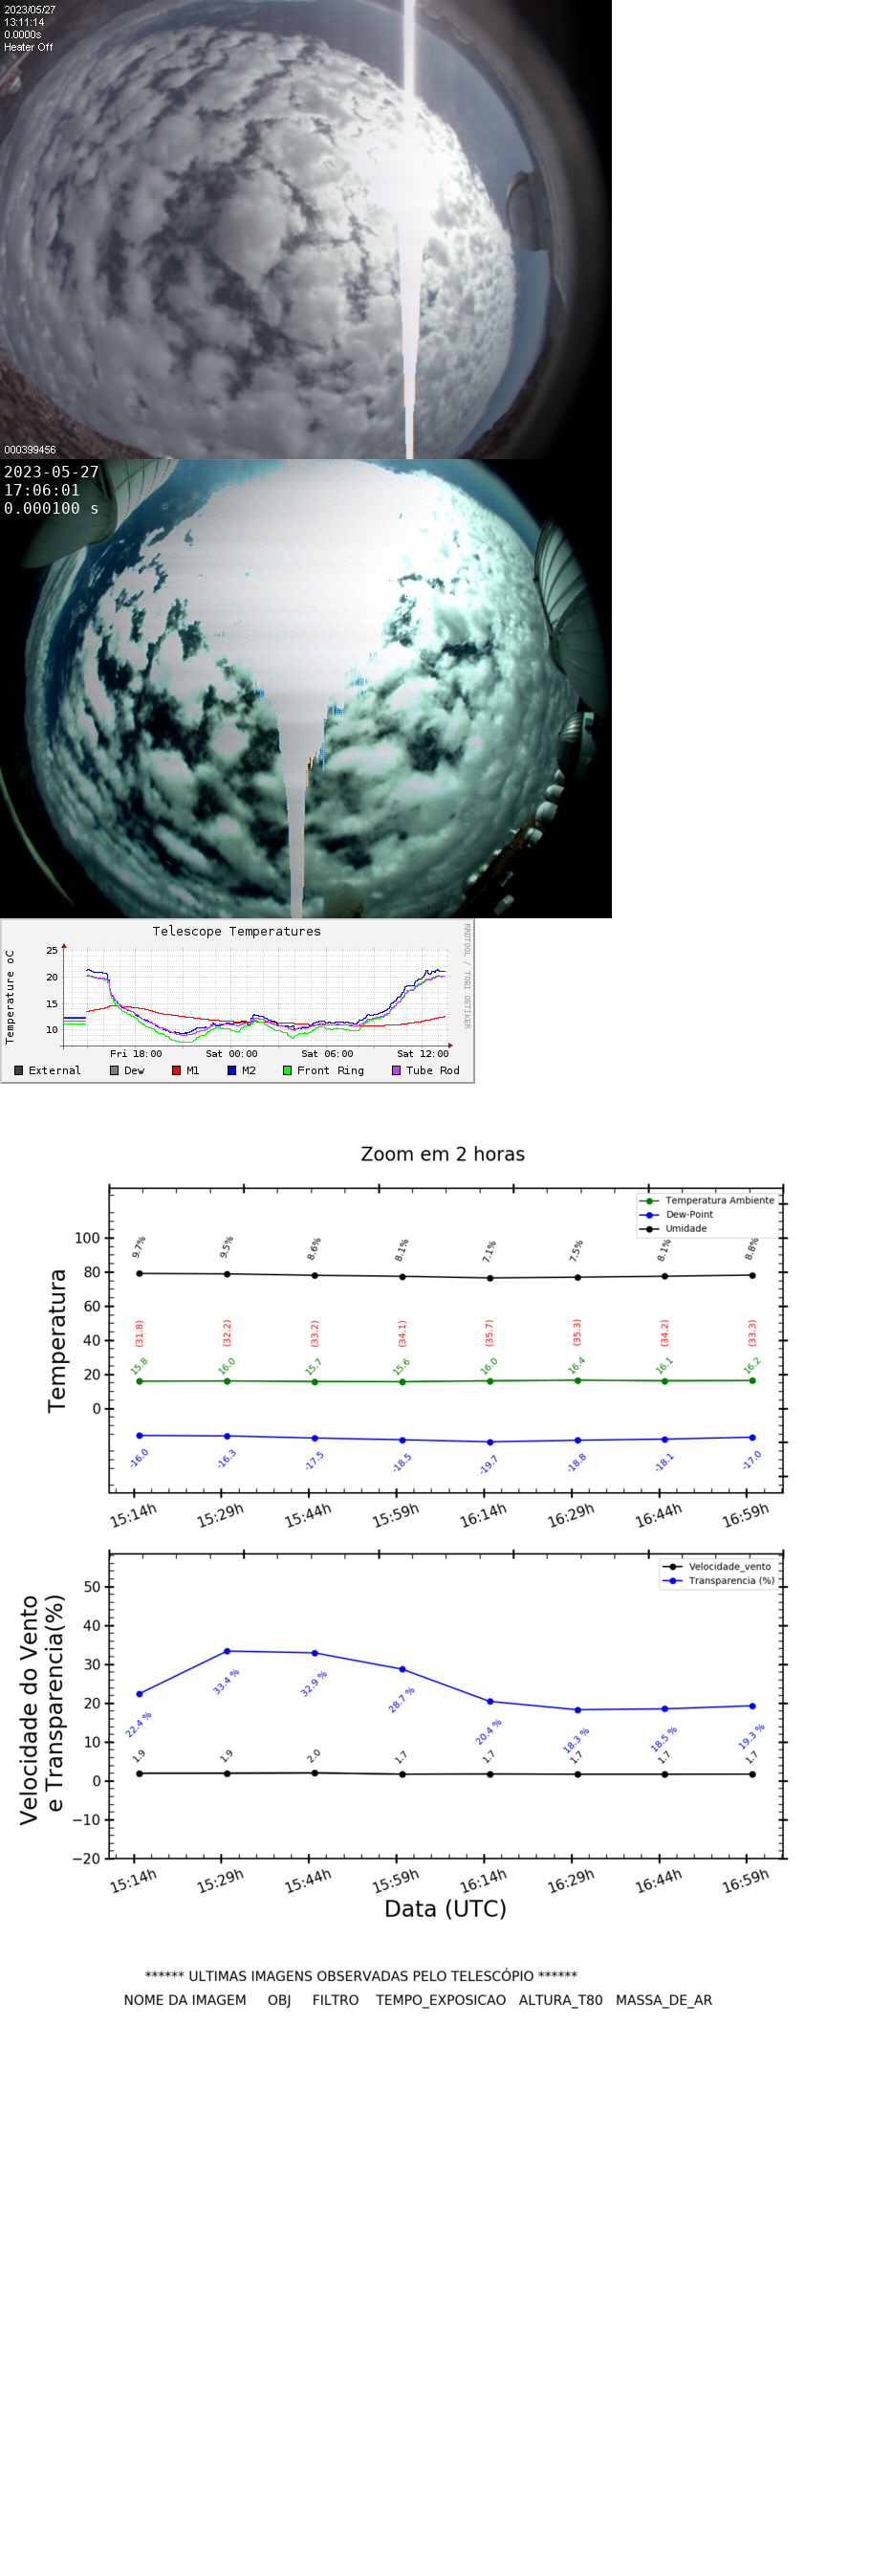 2023/05/27
13:11:14
0.0000s
Heater Off
000399456
2023-05-27
17:06:01
0.000100 s
Telescope Temperatures
RRDTOOL / TOBI OETIKER
Temperature oC
25
20
15
10
Fri 18:00 Sat 00:00 Sat 06:00 Sat 12:00
External Dew M1 M2 Front Ring Tube Rod
Zoom em 2 horas
Temperatura
Temperatura Ambiente
Dew-Point
Umidade
100
80
60
40
20
0
9.7% 9.5% 8.6% 8.1% 7.1% 7.5% 8.1% 8.8%
(31.8) (32.2) (33.2) (34.1) (35.7) (35.3) (34.2) (33.3)
15.8 16.0 15.7 15.6 16.0 16.4 16.1 16.2
-16.0 -16.3 -17.5 -18.5 -19.7 -18.8 -18.1 -17.0
15:14h 15:29h 15:44h 15:59h 16:14h 16:29h 16:44h 16:59h
Velocidade do Vento
e Transparencia(%)
Velocidade_vento
Transparencia (%)
50
40
30
20
10
0
−10
−20
22.4 % 33.4 % 32.9 % 28.7 % 20.4 % 18.3 % 18.5 % 19.3 %
1.9 1.9 2.0 1.7 1.7 1.7 1.7 1.7
15:14h 15:29h 15:44h 15:59h 16:14h 16:29h 16:44h 16:59h
Data (UTC)
****** ULTIMAS IMAGENS OBSERVADAS PELO TELESCÓPIO ******
NOME DA IMAGEM OBJ FILTRO TEMPO_EXPOSICAO ALTURA_T80 MASSA_DE_AR